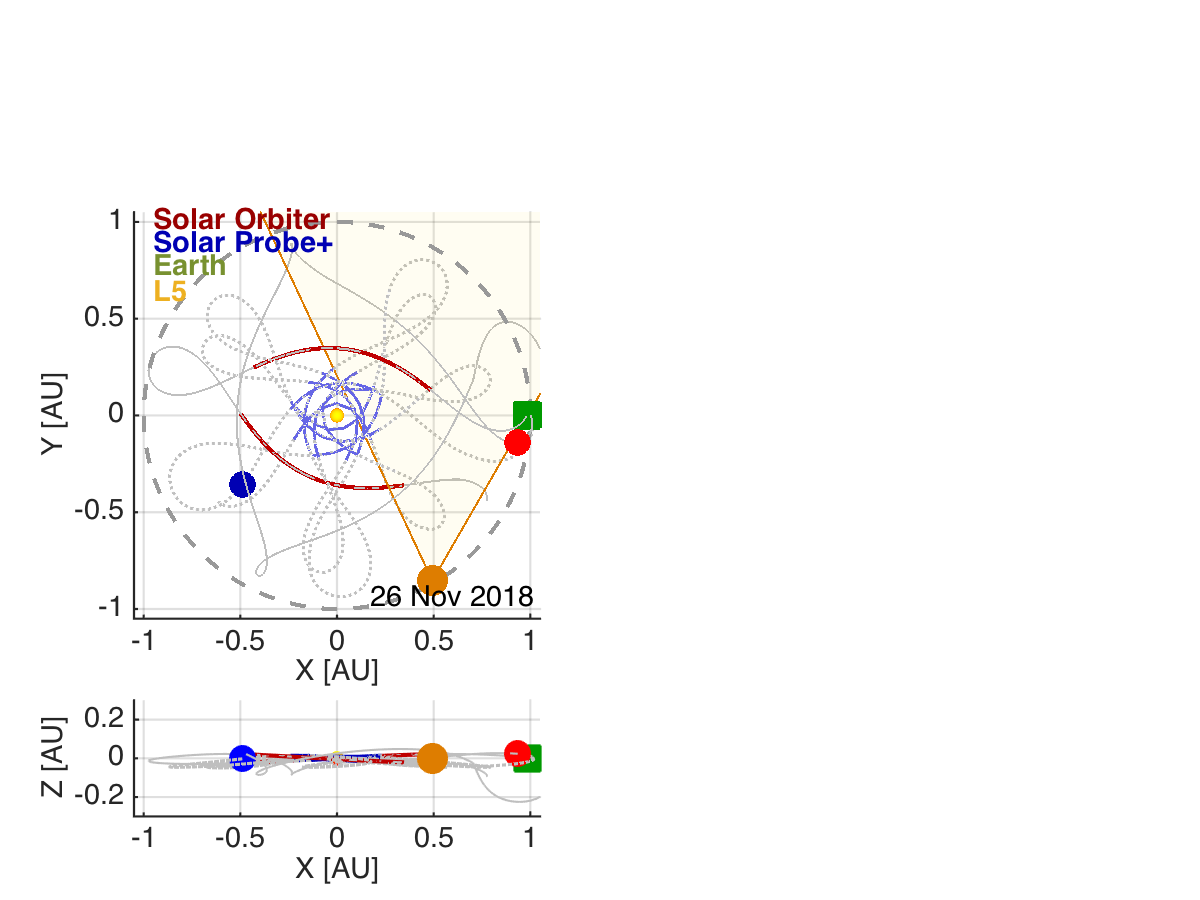 Solar Orbiter
Solar Probe+
Earth
L5
1
0.5
0
-0.5
-1
Y [AU]
26 Nov 2018
-1 -0.5 0 0.5 1
X [AU]
0.2
0
-0.2
Z [AU]
-1 -0.5 0 0.5 1
X [AU]